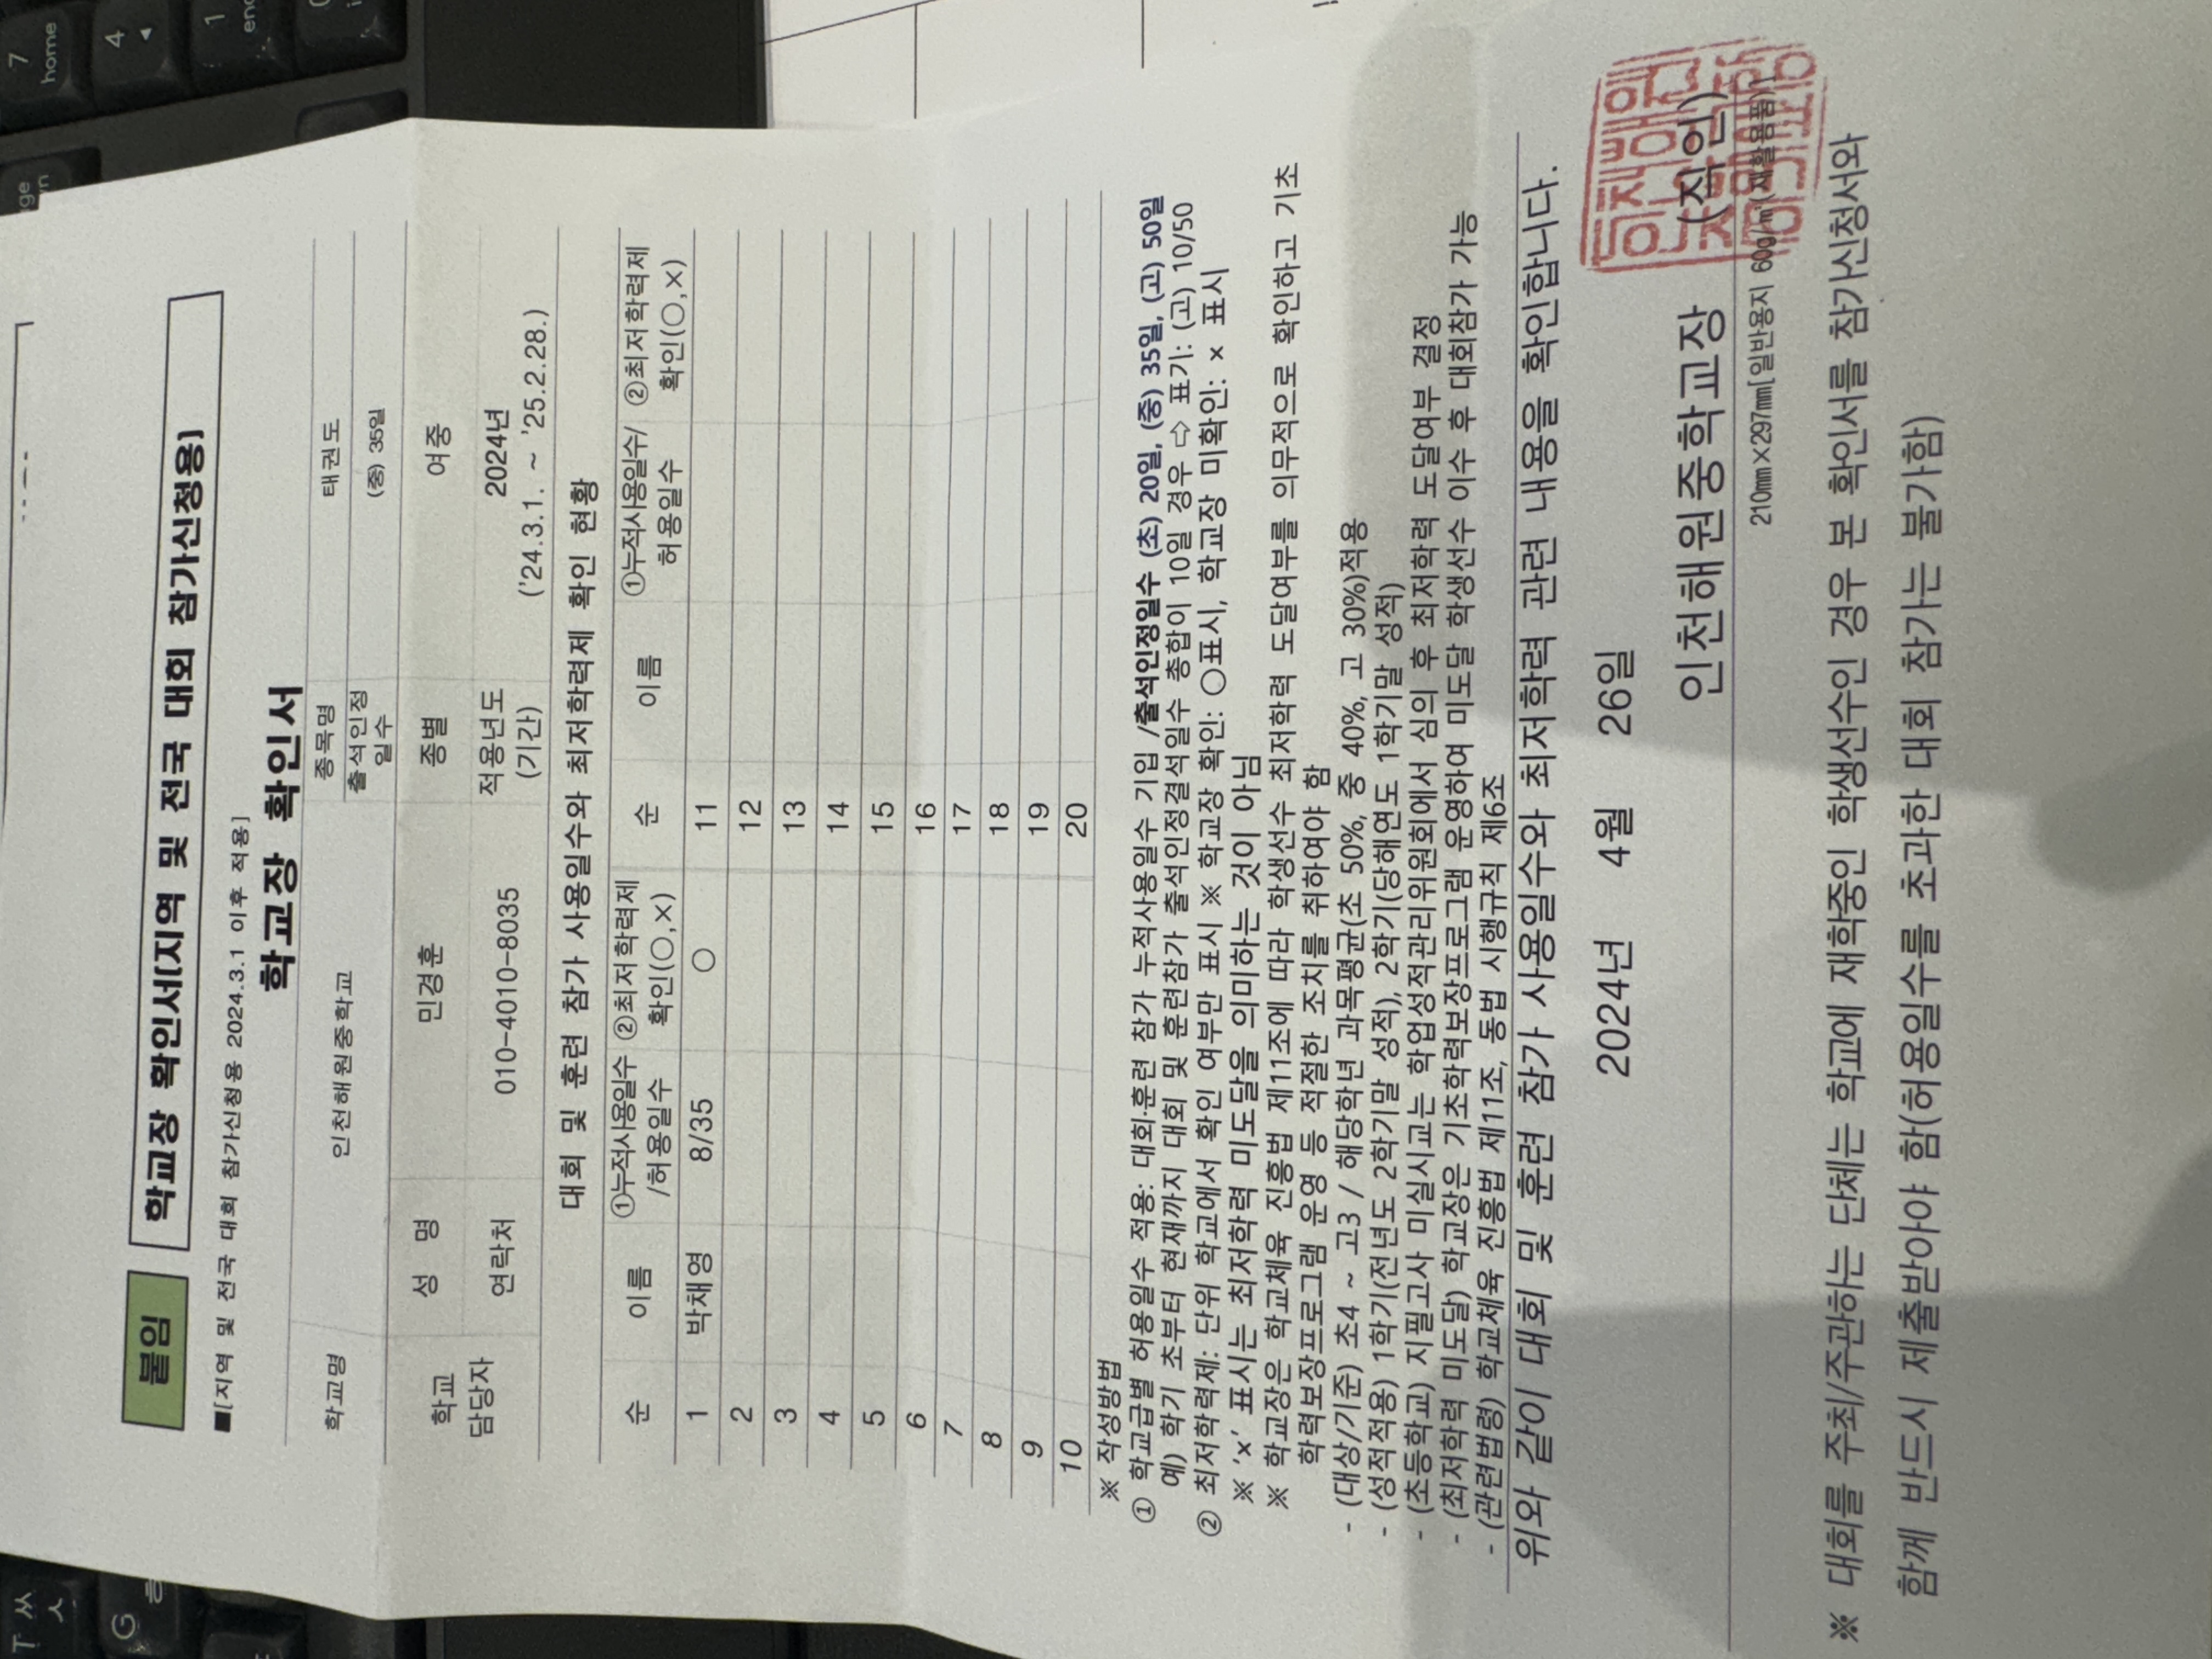 붙임
학교장 확인서[지역 및 전국 대회 참가신청용]
■[지역 및 전국 대회 참가신청용 2024.3.1 이후 적용]
학교장 확인서
학교명 인천해원중학교 종목명 태권도
출석인정 일수 (중) 35일
학교 담당자 성 명 민경훈 종별 여중
연락처 010-4010-8035 적용년도 (기간) 2024년 ('24.3.1. ~ '25.2.28.)
대회 및 훈련 참가 사용일수와 최저학력제 확인 현황
순 이름 ①누적사용일수 /허용일수 ②최저학력제 확인(○,×) 순 이름 ①누적사용일수/ 허용일수 ②최저학력제 확인(○,×)
1 박채영 8/35 ○ 11
2 12
3 13
4 14
5 15
6 16
7 17
8 18
9 19
10 20
※ 작성방법
① 학교급별 허용일수 적용: 대회·훈련 참가 누적사용일수 기입 /출석인정일수 (초) 20일, (중) 35일, (고) 50일
예) 학기 초부터 현재까지 대회 및 훈련참가 출석인정결석일수 총합이 10일 경우 ⇨ 표기: (고) 10/50
② 최저학력제: 단위 학교에서 확인 여부만 표시 ※ 학교장 확인: ○표시, 학교장 미확인: × 표시
※ '×' 표시는 최저학력 미도달을 의미하는 것이 아님
※ 학교장은 학교체육 진흥법 제11조에 따라 학생선수 최저학력 도달여부를 의무적으로 확인하고 기초
학력보장프로그램 운영 등 적절한 조치를 취하여야 함
- (대상/기준) 초4 ~ 고3 / 해당학년 과목평균(초 50%, 중 40%, 고 30%)적용
- (성적적용) 1학기(전년도 2학기말 성적), 2학기(당해연도 1학기말 성적)
- (초등학교) 지필고사 미실시교는 학업성적관리위원회에서 심의 후 최저학력 도달여부 결정
- (최저학력 미도달) 학교장은 기초학력보장프로그램 운영하여 미도달 학생선수 이수 후 대회참가 가능
- (관련법령) 학교체육 진흥법 제11조, 동법 시행규칙 제6조
위와 같이 대회 및 훈련 참가 사용일수와 최저학력 관련 내용을 확인합니다.
2024년 4월 26일
인천해원중학교장 (직인)
210㎜×297㎜[일반용지 60g/㎡(재활용품)]
※ 대회를 주최/주관하는 단체는 학교에 재학중인 학생선수인 경우 본 확인서를 참가신청서와
함께 반드시 제출받아야 함(허용일수를 초과한 대회 참가는 불가함)
7
home
4
1
G
T ㅆ
ㅅ